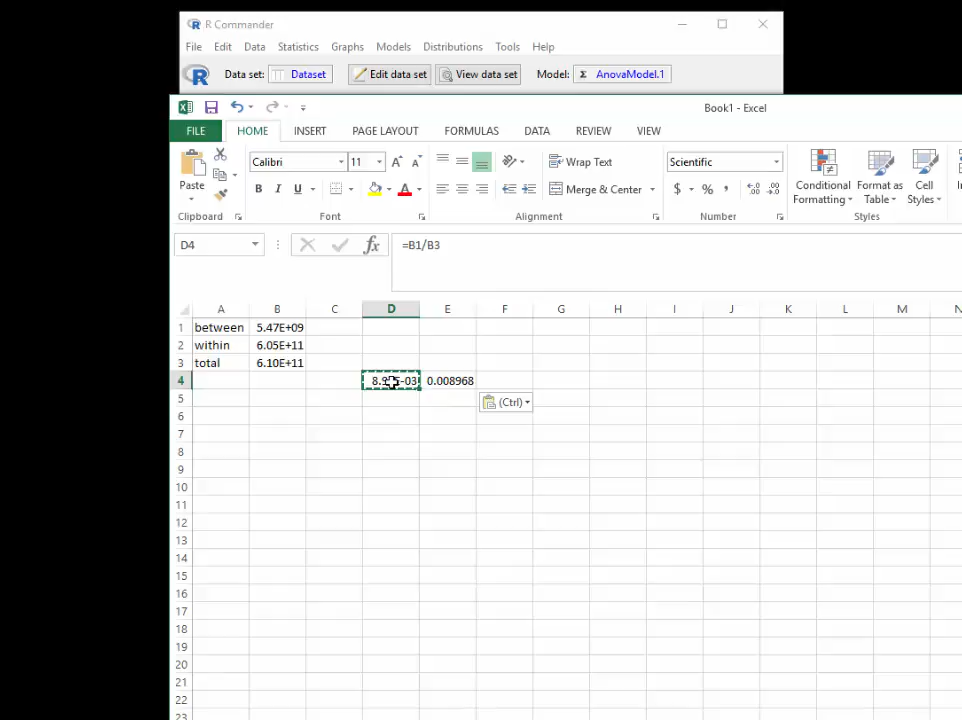 R Commander
File Edit Data Statistics Graphs Models Distributions Tools Help
R Data set: Dataset Edit data set View data set Model: Σ AnovaModel.1
Book1 - Excel
FILE HOME INSERT PAGE LAYOUT FORMULAS DATA REVIEW VIEW
Calibri 11 A A Wrap Text Scientific
Paste B I U A Merge & Center $ % , Conditional Formatting Format as Table Cell Styles
Clipboard Font Alignment Number Styles
D4 fx =B1/B3
A B C D E F G H I J K L M
1 between 5.47E+09
2 within 6.05E+11
3 total 6.10E+11
4 0.008968
5 (Ctrl)
6
7
8
9
10
11
12
13
14
15
16
17
18
19
20
21
22
23